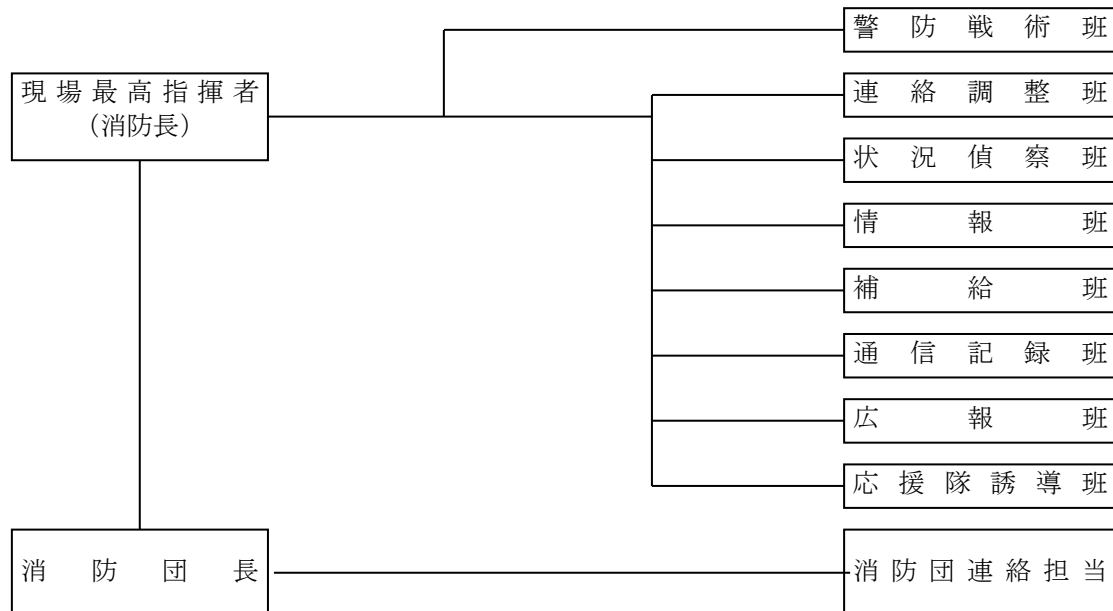 警防戦術班
現場最高指揮者
（消防長）
連絡調整班
状況偵察班
情報班
補給班
通信記録班
広報班
応援隊誘導班
消防団長
消防団連絡担当